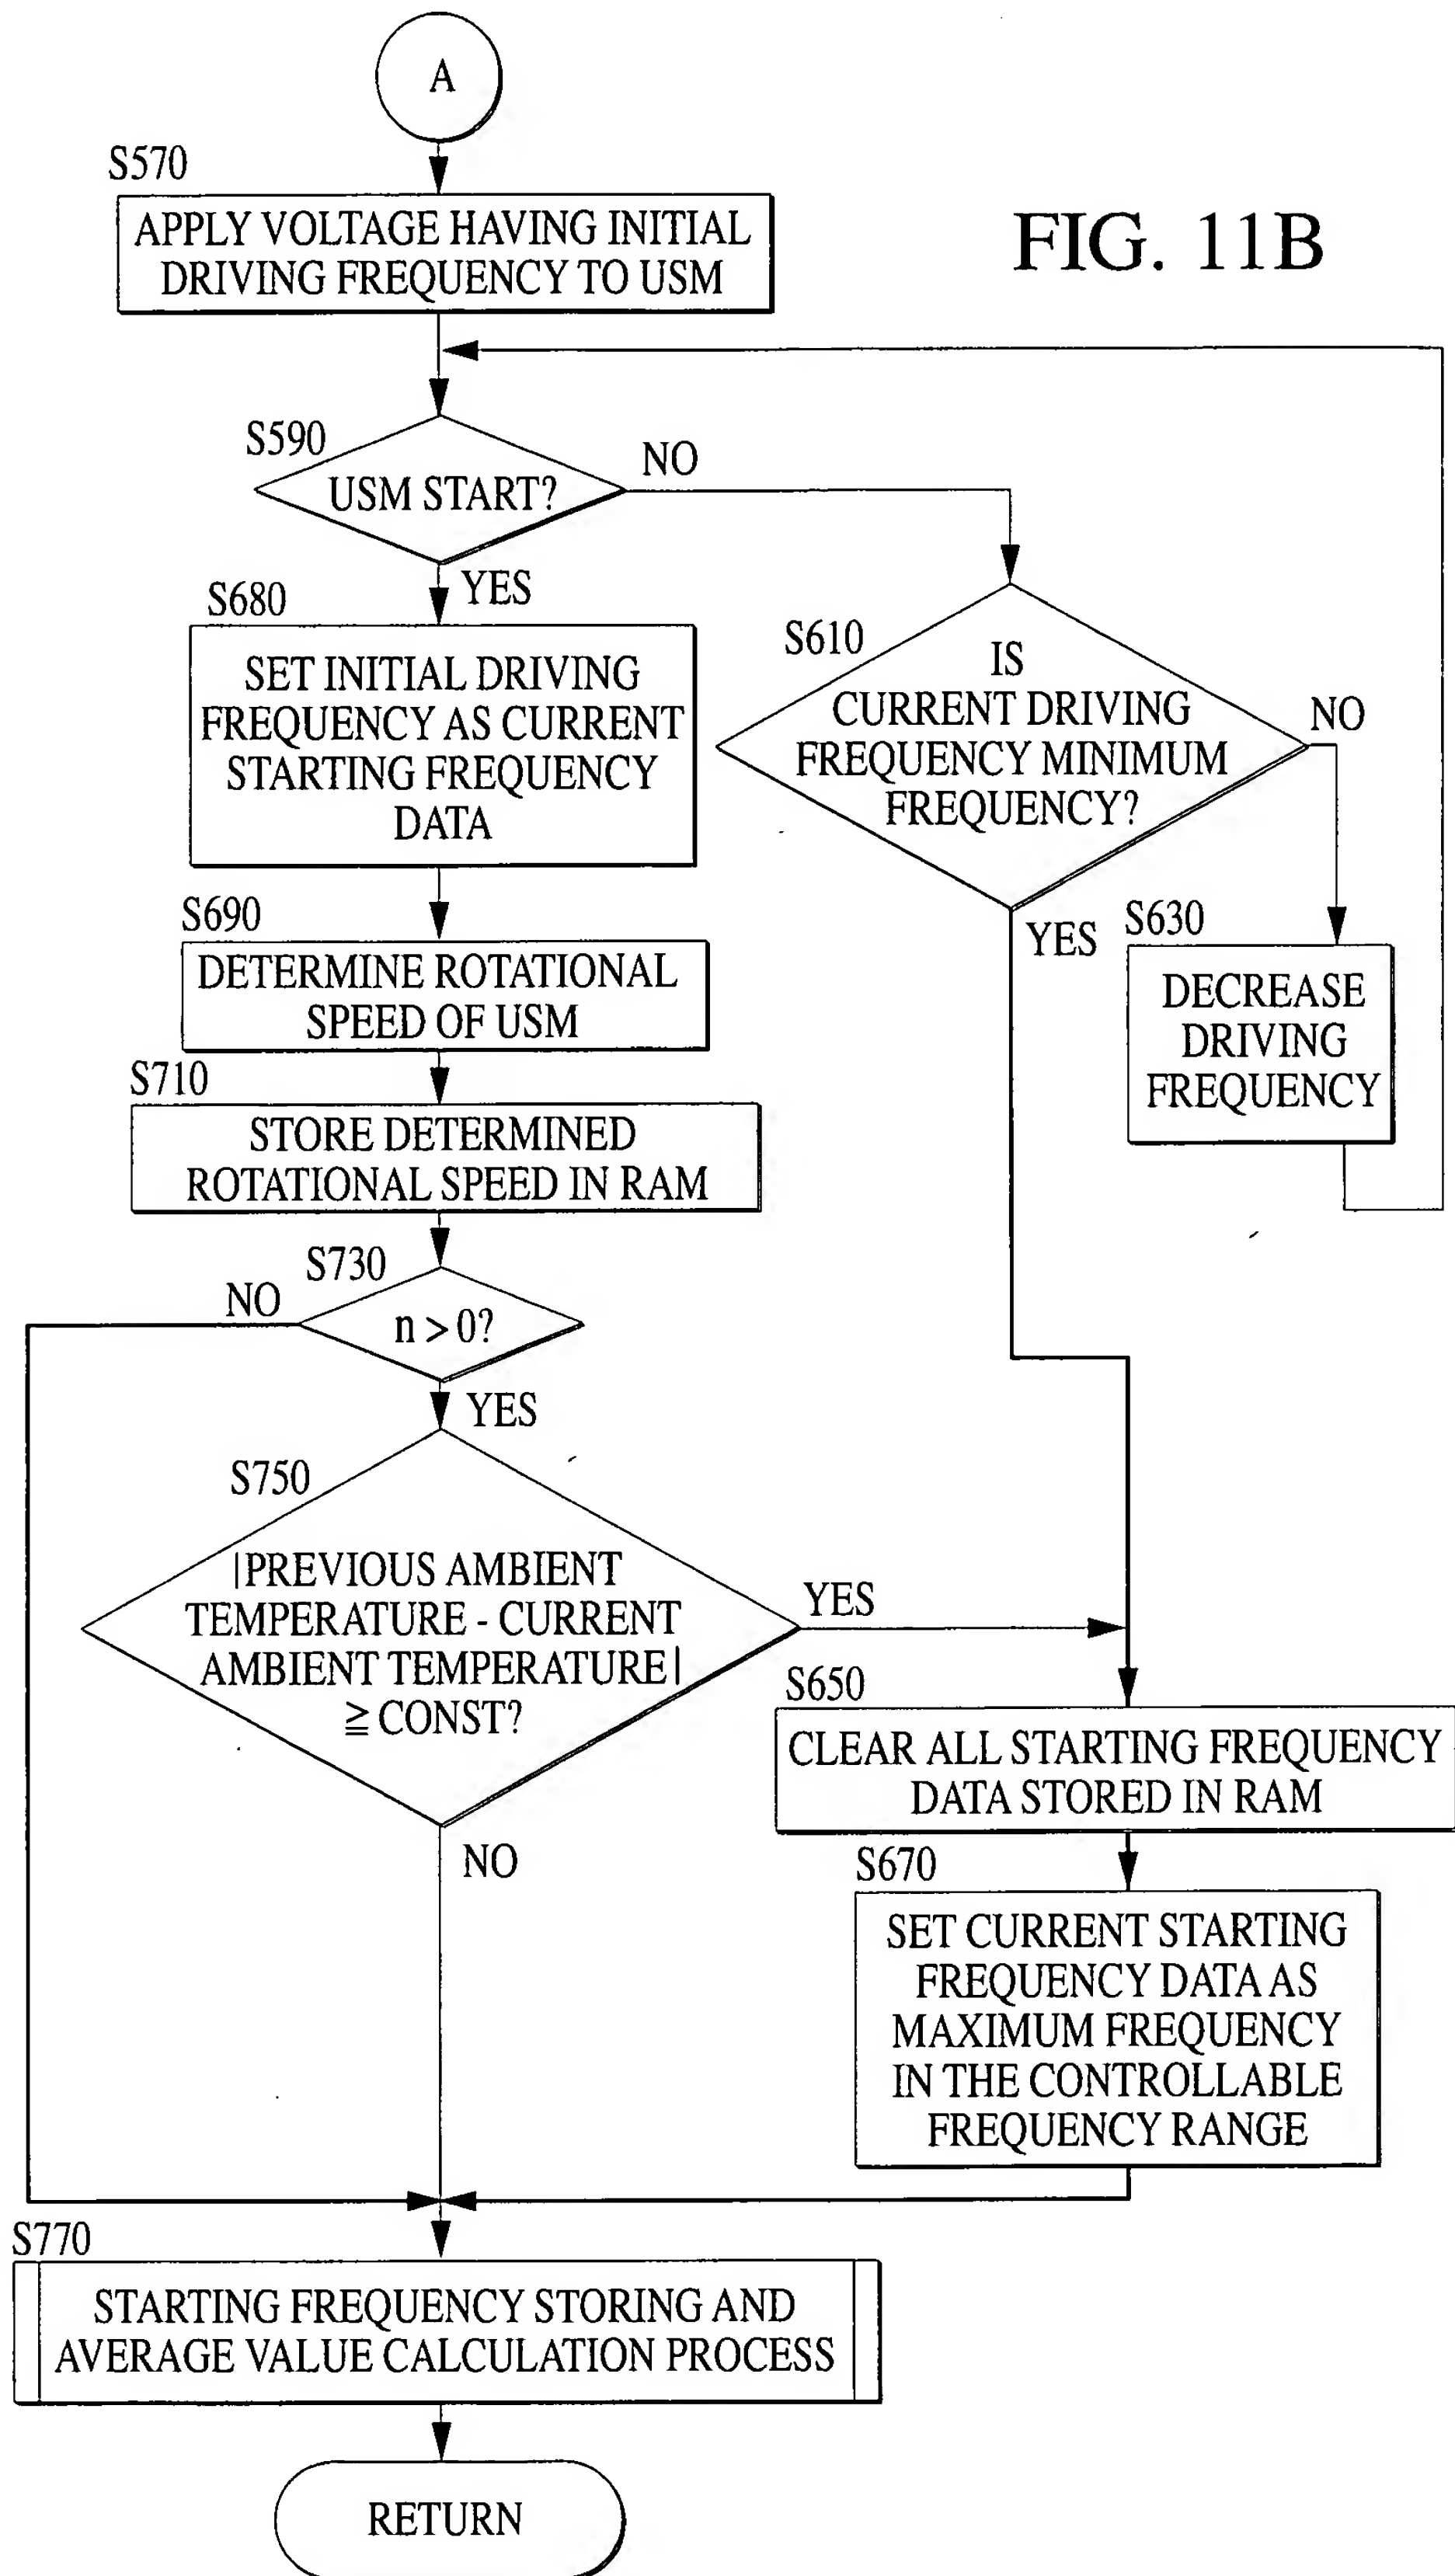 A
S570
APPLY VOLTAGE HAVING INITIAL
DRIVING FREQUENCY TO USM
FIG. 11B
S590
USM START?
NO
YES
S680
SET INITIAL DRIVING
FREQUENCY AS CURRENT
STARTING FREQUENCY
DATA
S610
IS
CURRENT DRIVING
FREQUENCY MINIMUM
FREQUENCY?
NO
YES
S630
DECREASE
DRIVING
FREQUENCY
S690
DETERMINE ROTATIONAL
SPEED OF USM
S710
STORE DETERMINED
ROTATIONAL SPEED IN RAM
S730
NO
n > 0?
YES
S750
|PREVIOUS AMBIENT
TEMPERATURE - CURRENT
AMBIENT TEMPERATURE|
≧ CONST?
YES
NO
S650
CLEAR ALL STARTING FREQUENCY
DATA STORED IN RAM
S670
SET CURRENT STARTING
FREQUENCY DATA AS
MAXIMUM FREQUENCY
IN THE CONTROLLABLE
FREQUENCY RANGE
S770
STARTING FREQUENCY STORING AND
AVERAGE VALUE CALCULATION PROCESS
RETURN